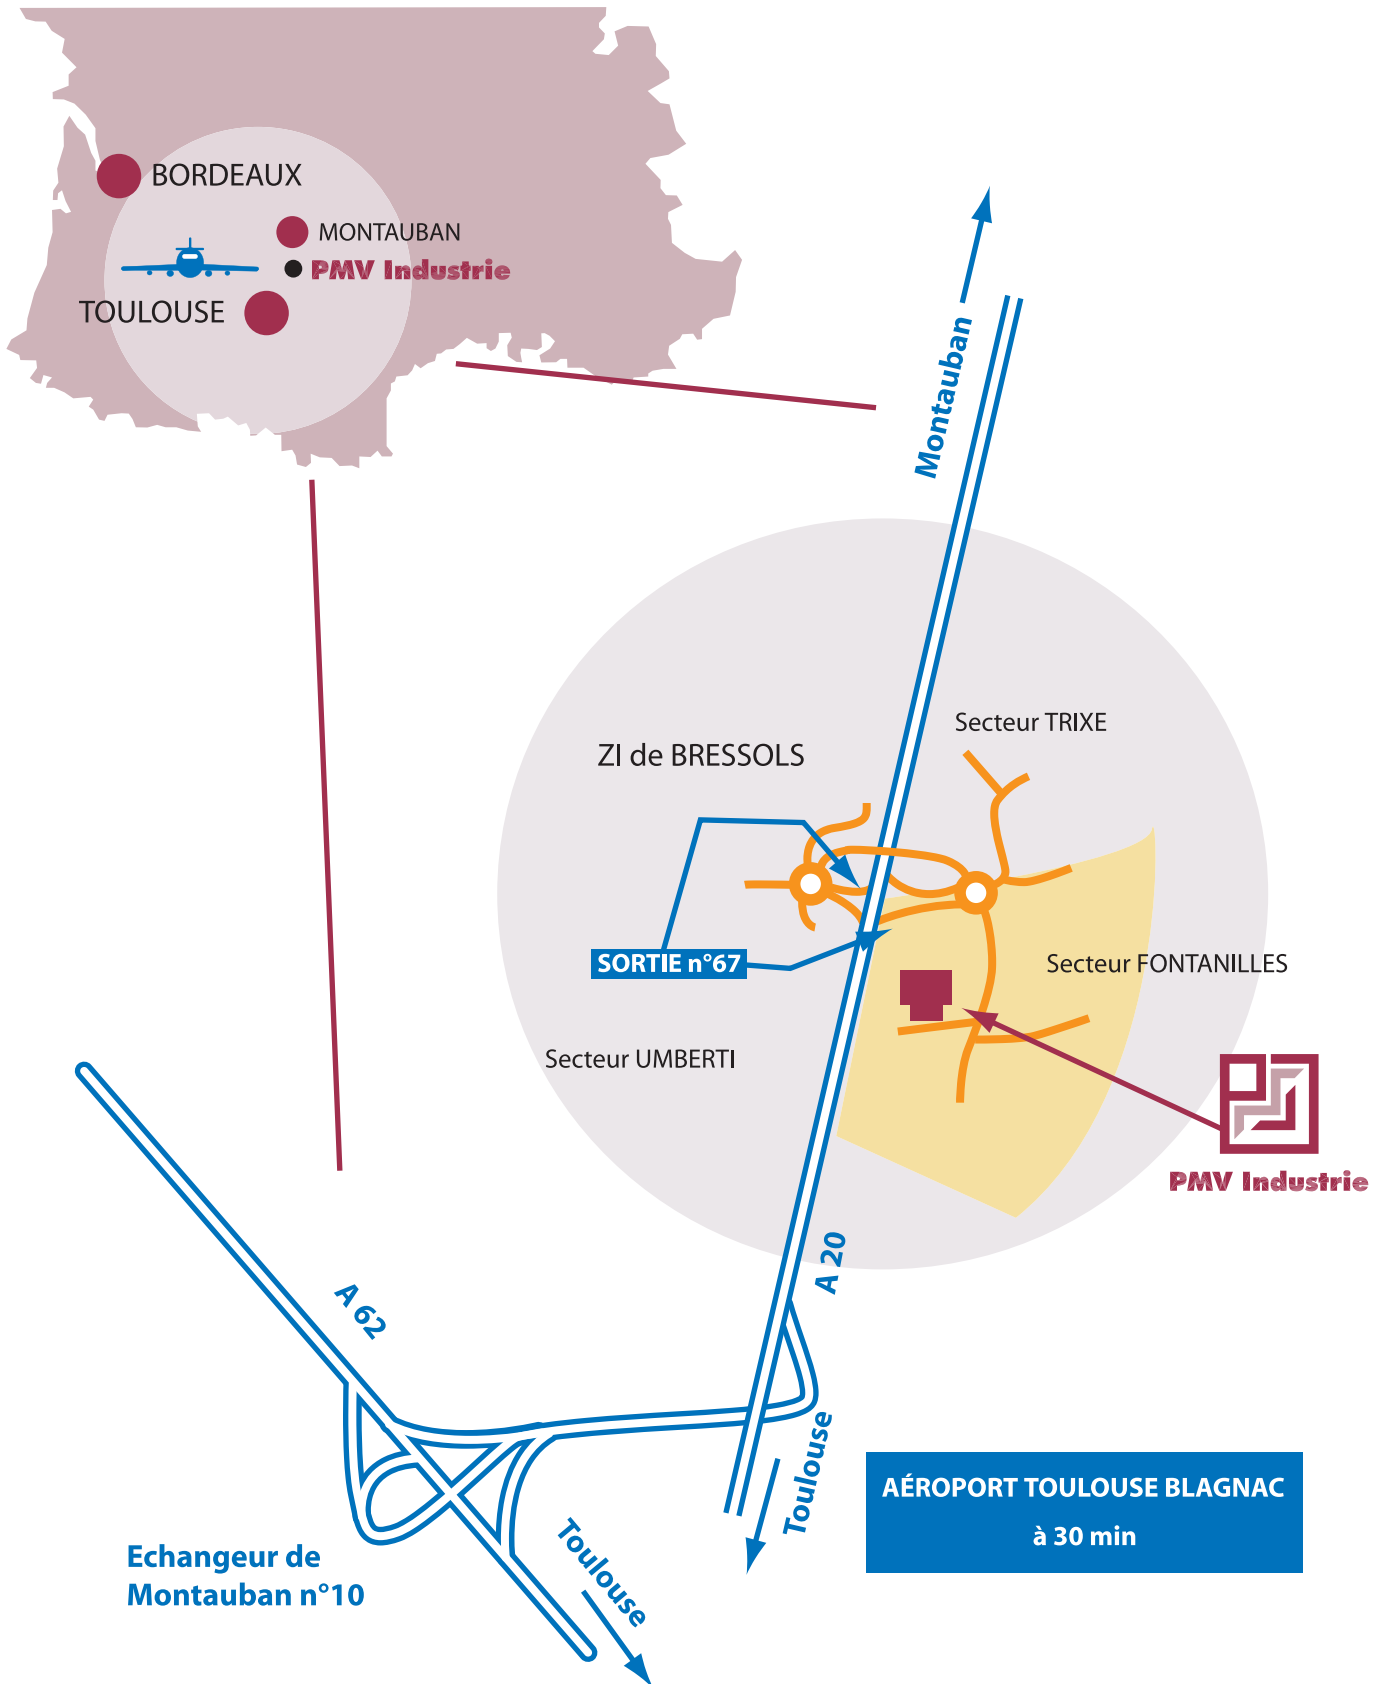 BORDEAUX
MONTAUBAN
PMV Industrie
TOULOUSE
Montauban
Secteur TRIXE
ZI de BRESSOLS
SORTIE n°67
Secteur FONTANILLES
Secteur UMBERTI
PMV Industrie
A 20
A 62
Toulouse
AÉROPORT TOULOUSE BLAGNAC
à 30 min
Toulouse
Echangeur de
Montauban n°10